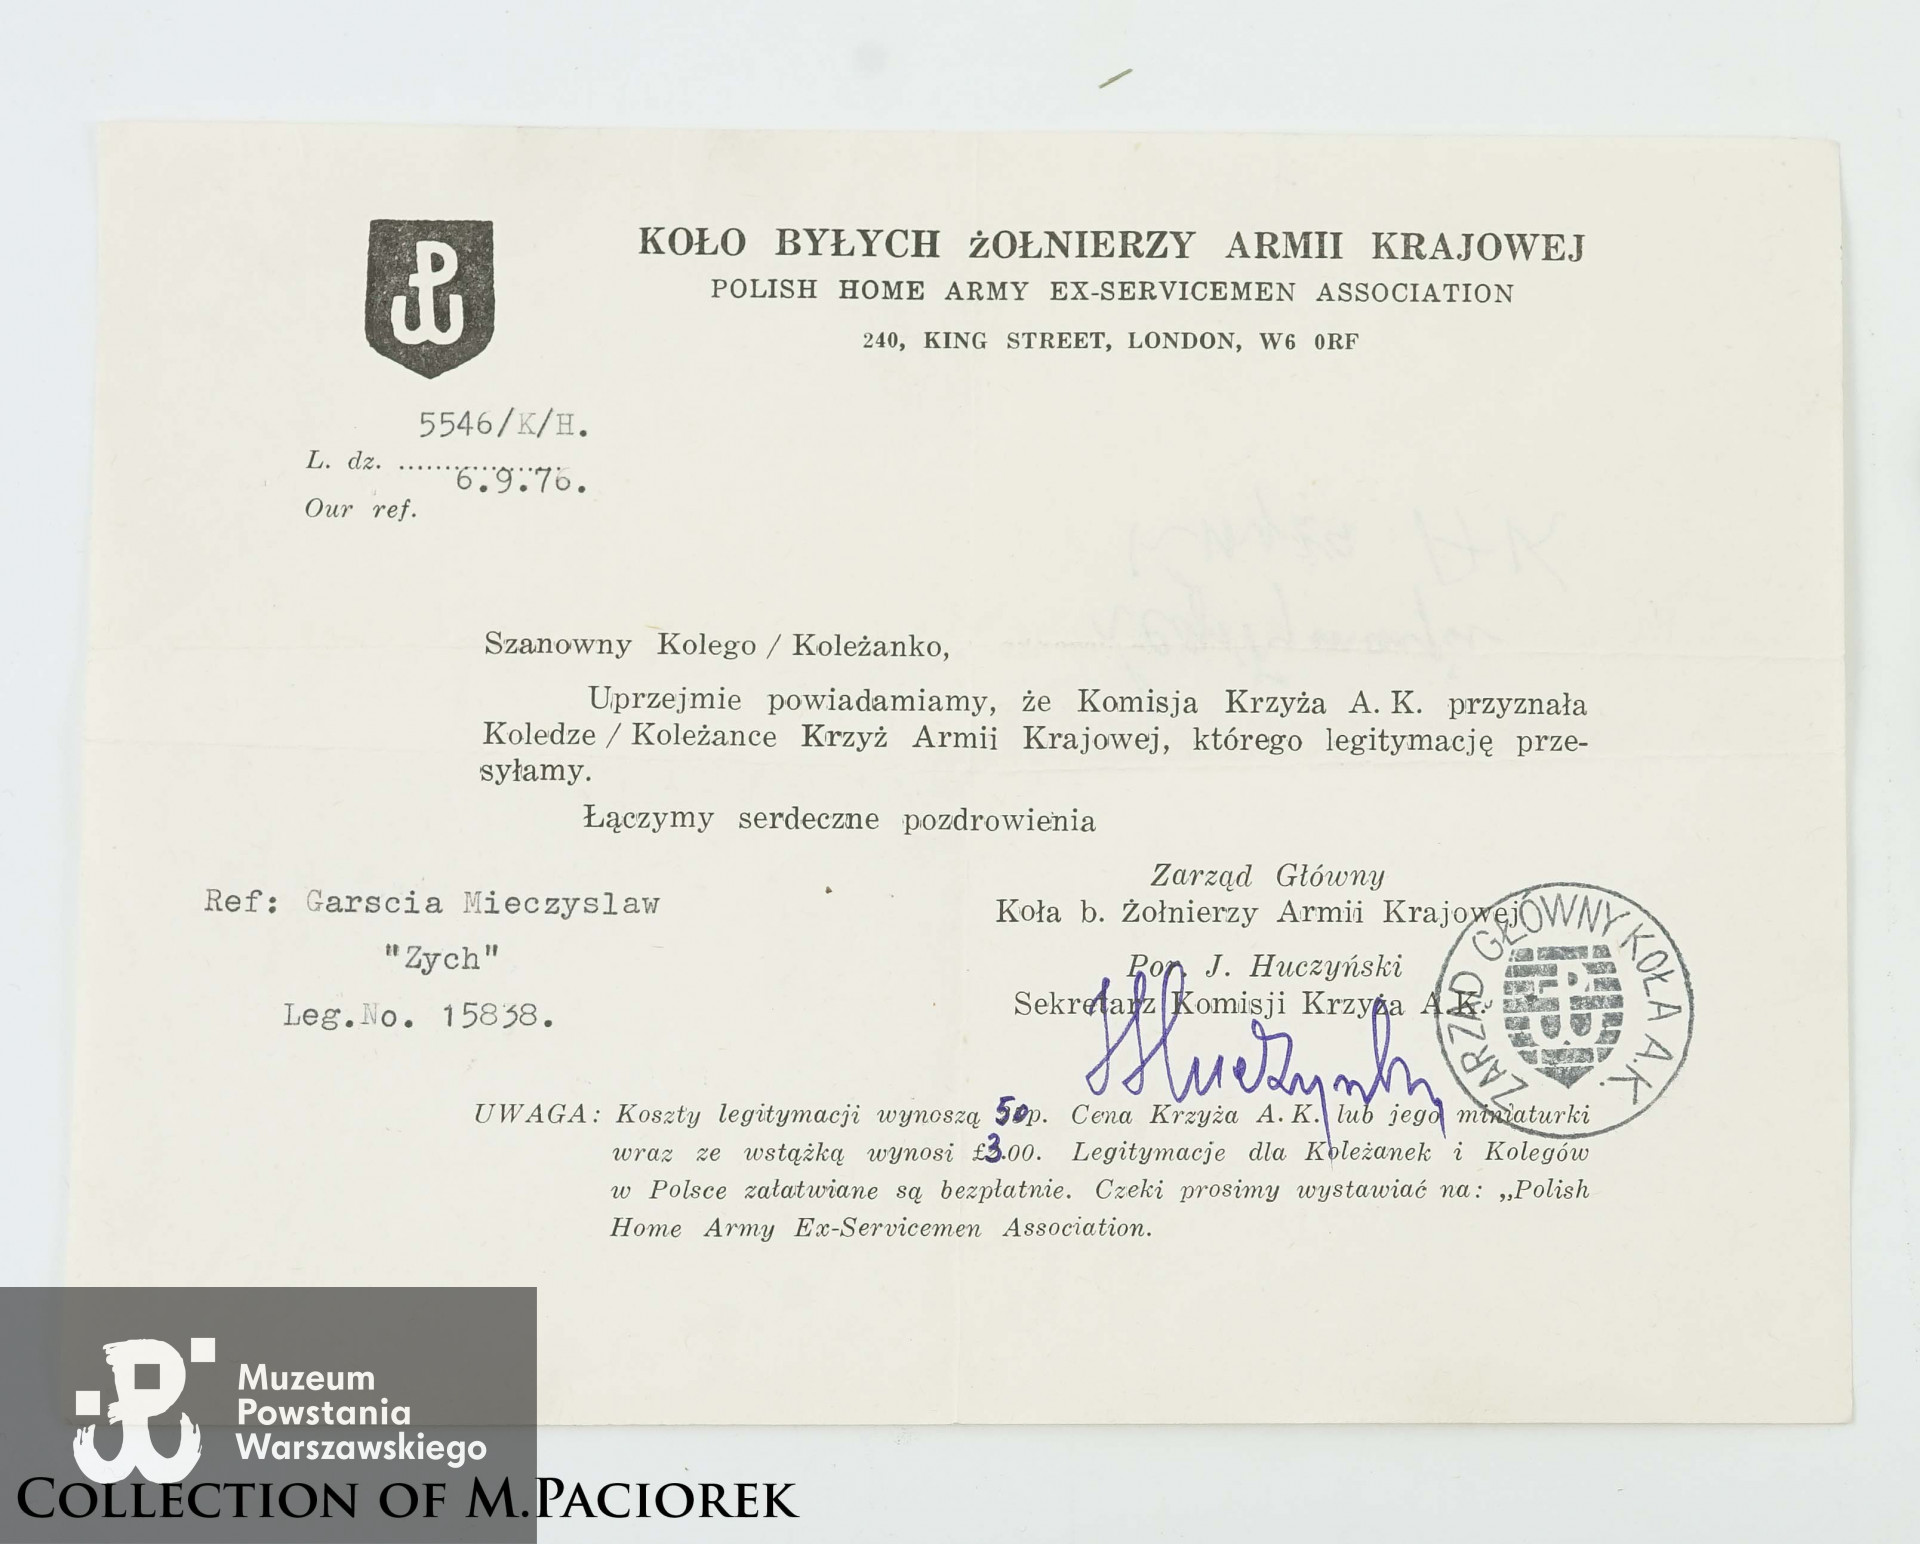 KOŁO BYŁYCH żOŁNIERZY ARMII KRAJOWEJ
POLISH HOME ARMY EX-SERVICEMEN ASSOCIATION
240, KING STREET, LONDON, W6 0RF
5546/K/H.
L. dz. ....................
6.9.76.
Our ref.
Szanowny Kolego / Koleżanko,
Uprzejmie powiadamiamy, że Komisja Krzyża A. K. przyznała
Koledze / Koleżance Krzyż Armii Krajowej, którego legitymację prze-
syłamy.
Łączymy serdeczne pozdrowienia
Zarząd Główny
Koła b. Żołnierzy Armii Krajowej
Por. J. Huczyński
Sekretarz Komisji Krzyża A.K.
Ref: Garscia Mieczyslaw
"Zych"
Leg.No. 15838.
ZARZĄD GŁÓWNY KOŁA A.K.
UWAGA: Koszty legitymacji wynoszą 50p. Cena Krzyża A. K. lub jego miniaturki
wraz ze wstążką wynosi £3.00. Legitymacje dla Koleżanek i Kolegów
w Polsce załatwiane są bezpłatnie. Czeki prosimy wystawiać na: „Polish
Home Army Ex-Servicemen Association.
Muzeum
Powstania
Warszawskiego
COLLECTION OF M.PACIOREK